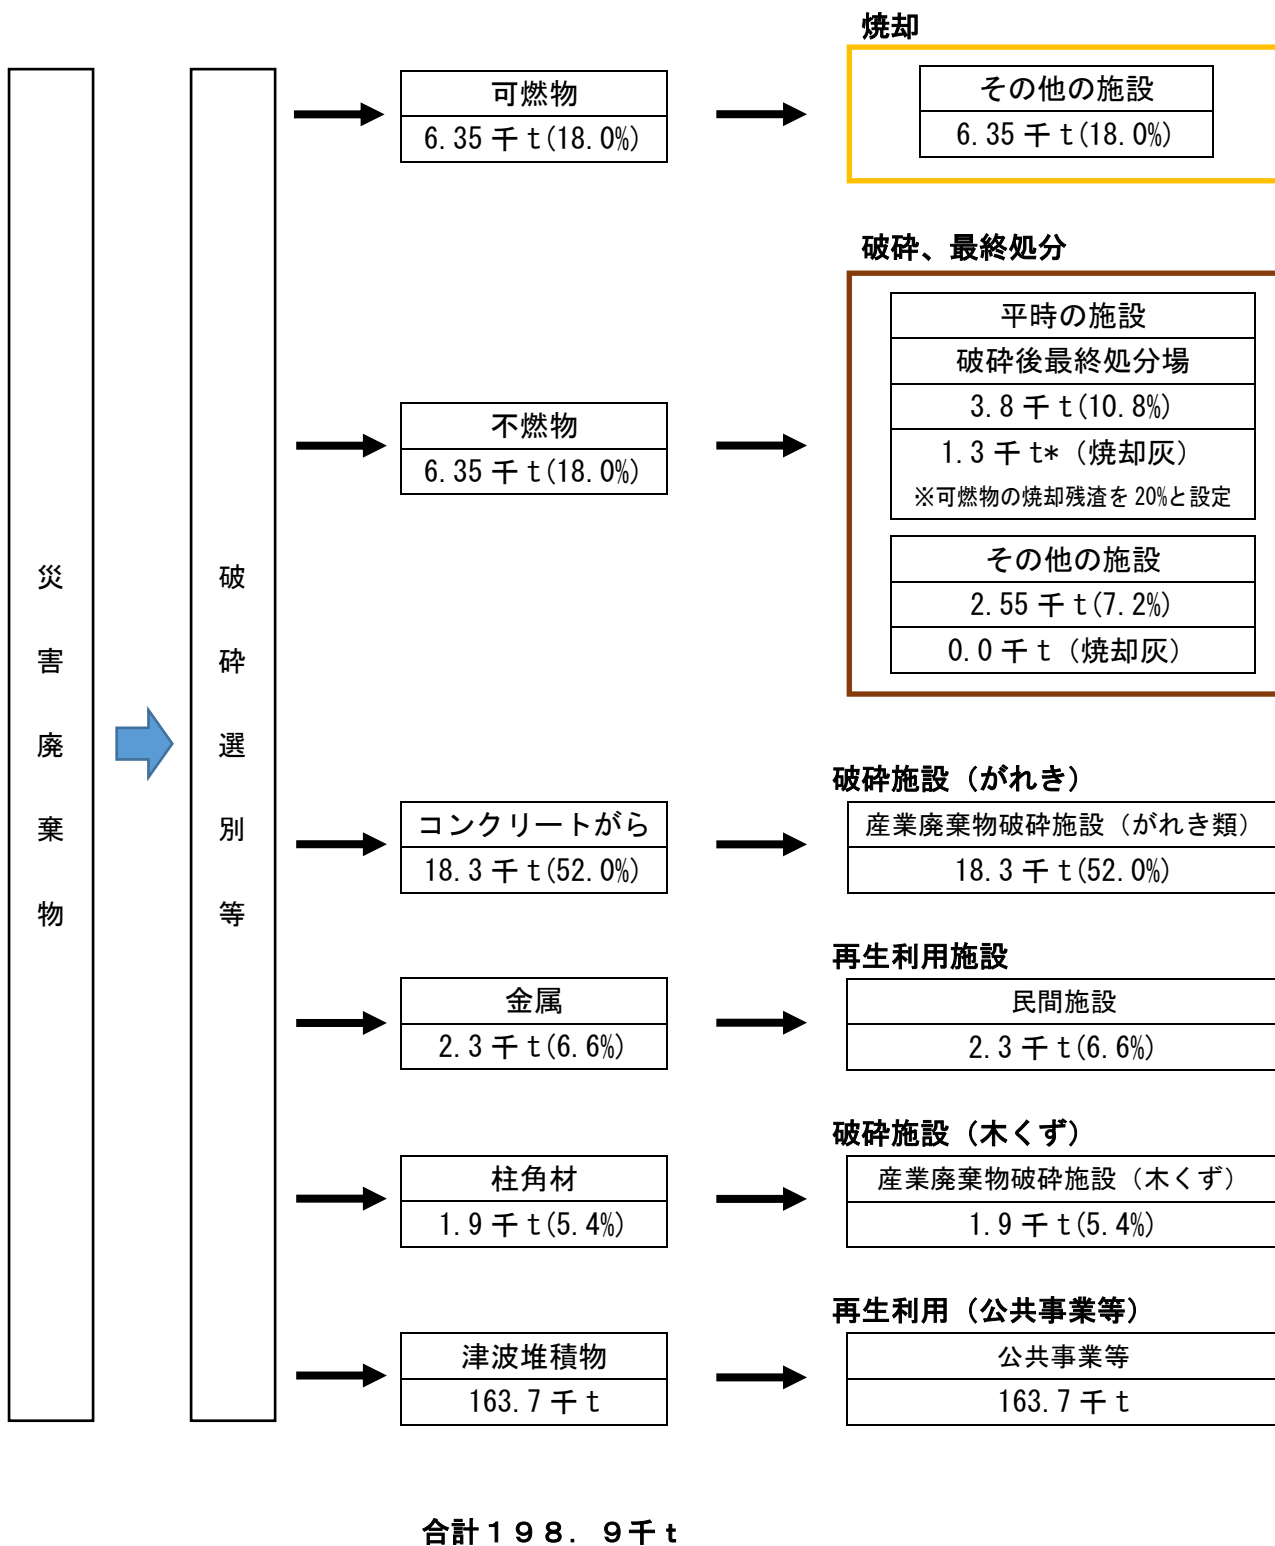 災害廃棄物
破砕選別等
可燃物
6.35千t(18.0%)
焼却
その他の施設
6.35千t(18.0%)
不燃物
6.35千t(18.0%)
破砕、最終処分
平時の施設
破砕後最終処分場
3.8千t(10.8%)
1.3千t*（焼却灰）
※可燃物の焼却残渣を20%と設定
その他の施設
2.55千t(7.2%)
0.0千t（焼却灰）
コンクリートがら
18.3千t(52.0%)
破砕施設（がれき）
産業廃棄物破砕施設（がれき類）
18.3千t(52.0%)
金属
2.3千t(6.6%)
再生利用施設
民間施設
2.3千t(6.6%)
柱角材
1.9千t(5.4%)
破砕施設（木くず）
産業廃棄物破砕施設（木くず）
1.9千t(5.4%)
津波堆積物
163.7千t
再生利用（公共事業等）
公共事業等
163.7千t
合計１９８．９千t